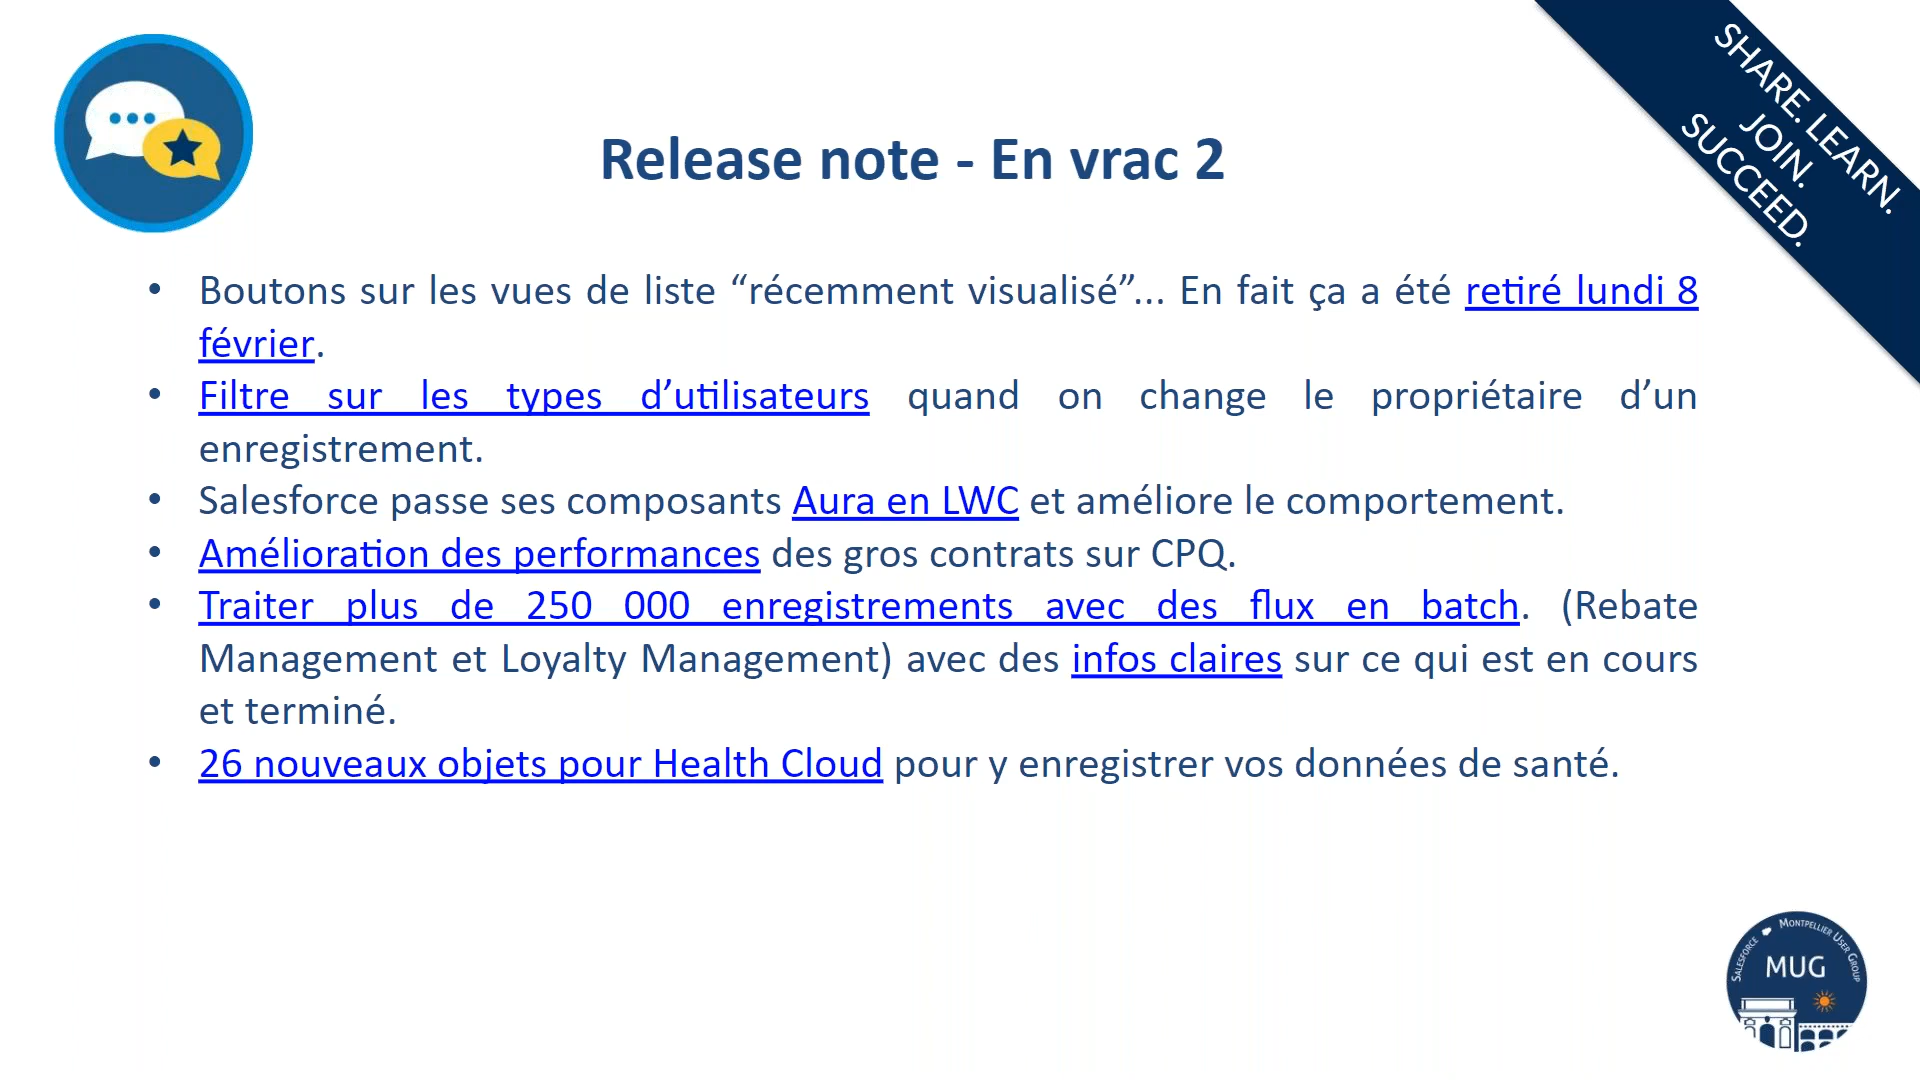 SHARE. LEARN.
JOIN.
SUCCEED.
Release note - En vrac 2
• Boutons sur les vues de liste “récemment visualisé”... En fait ça a été retiré lundi 8
février.
• Filtre sur les types d’utilisateurs quand on change le propriétaire d’un
enregistrement.
• Salesforce passe ses composants Aura en LWC et améliore le comportement.
• Amélioration des performances des gros contrats sur CPQ.
• Traiter plus de 250 000 enregistrements avec des flux en batch. (Rebate
Management et Loyalty Management) avec des infos claires sur ce qui est en cours
et terminé.
• 26 nouveaux objets pour Health Cloud pour y enregistrer vos données de santé.
Salesforce Montpellier User Group
MUG